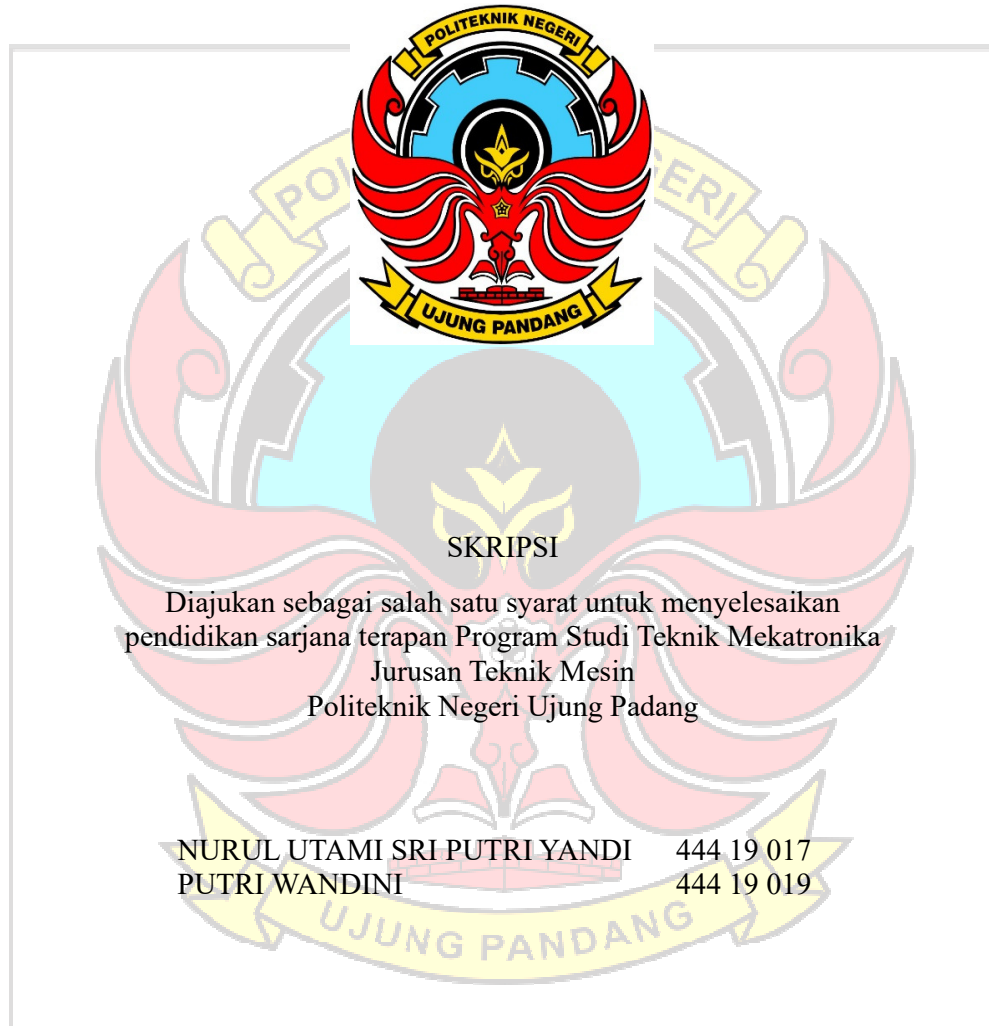 POLITEKNIK NEGERI
UJUNG PANDANG
SKRIPSI
Diajukan sebagai salah satu syarat untuk menyelesaikan
pendidikan sarjana terapan Program Studi Teknik Mekatronika
Jurusan Teknik Mesin
Politeknik Negeri Ujung Padang
NURUL UTAMI SRI PUTRI YANDI 444 19 017
PUTRI WANDINI 444 19 019
UJUNG PANDANG